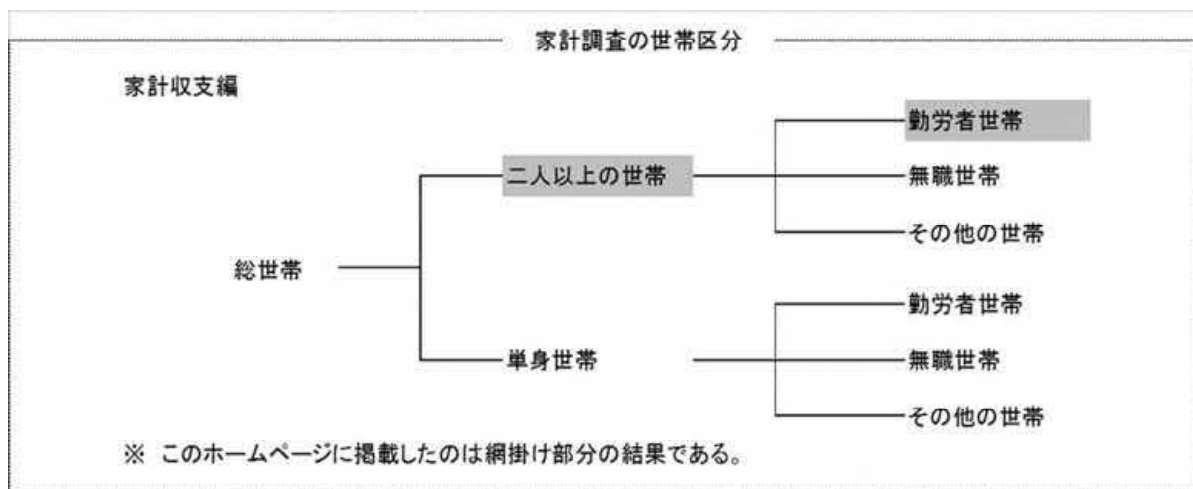 家計調査の世帯区分
家計収支編
勤労者世帯
二人以上の世帯
無職世帯
その他の世帯
総世帯
勤労者世帯
単身世帯
無職世帯
その他の世帯
※ このホームページに掲載したのは網掛け部分の結果である。